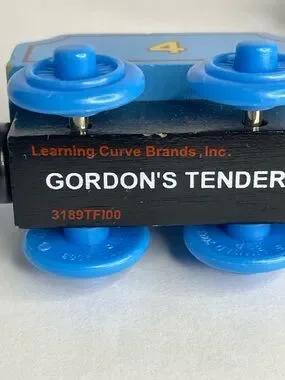 4
Learning Curve Brands, Inc.
GORDON'S TENDER
3189TFI00